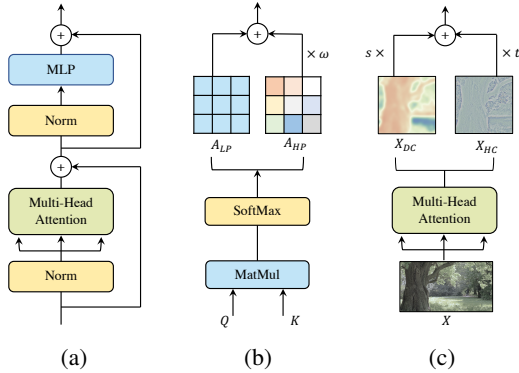 +
MLP
Norm
+
Multi-Head
Attention
Norm
(a)
+
× ω
A_LP
A_HP
SoftMax
MatMul
Q
K
(b)
+
s ×
× t
X_DC
X_HC
Multi-Head
Attention
X
(c)